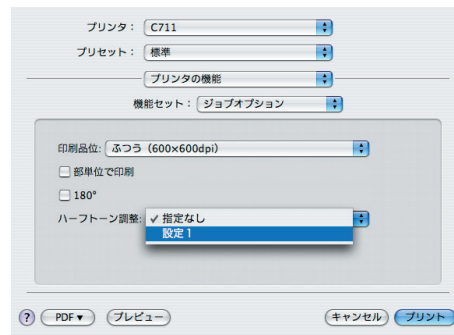 プリンタ： C711
プリセット： 標準
プリンタの機能
機能セット： ジョブオプション
印刷品位： ふつう（600×600dpi）
部単位で印刷
180°
ハーフトーン調整： ✓ 指定なし
設定 1
? PDF ▼ プレビュー キャンセル プリント